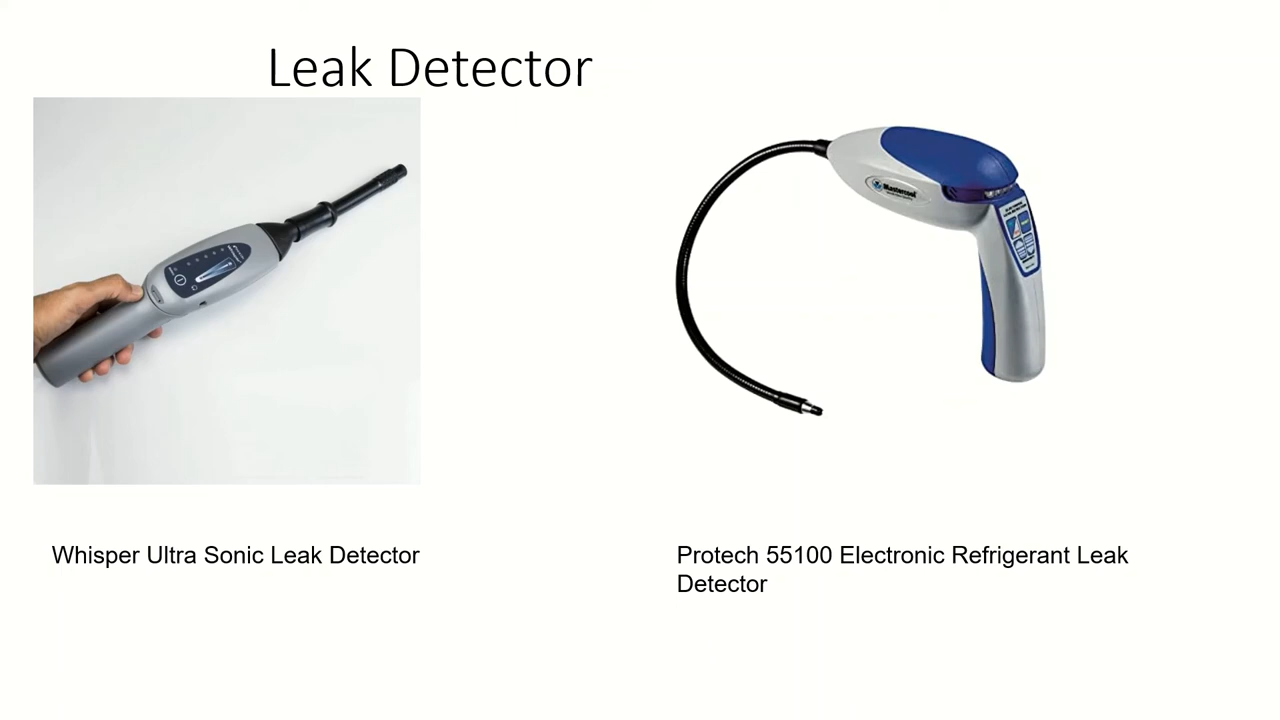 Leak Detector
Mastercool
Whisper Ultra Sonic Leak Detector
Protech 55100 Electronic Refrigerant Leak
Detector